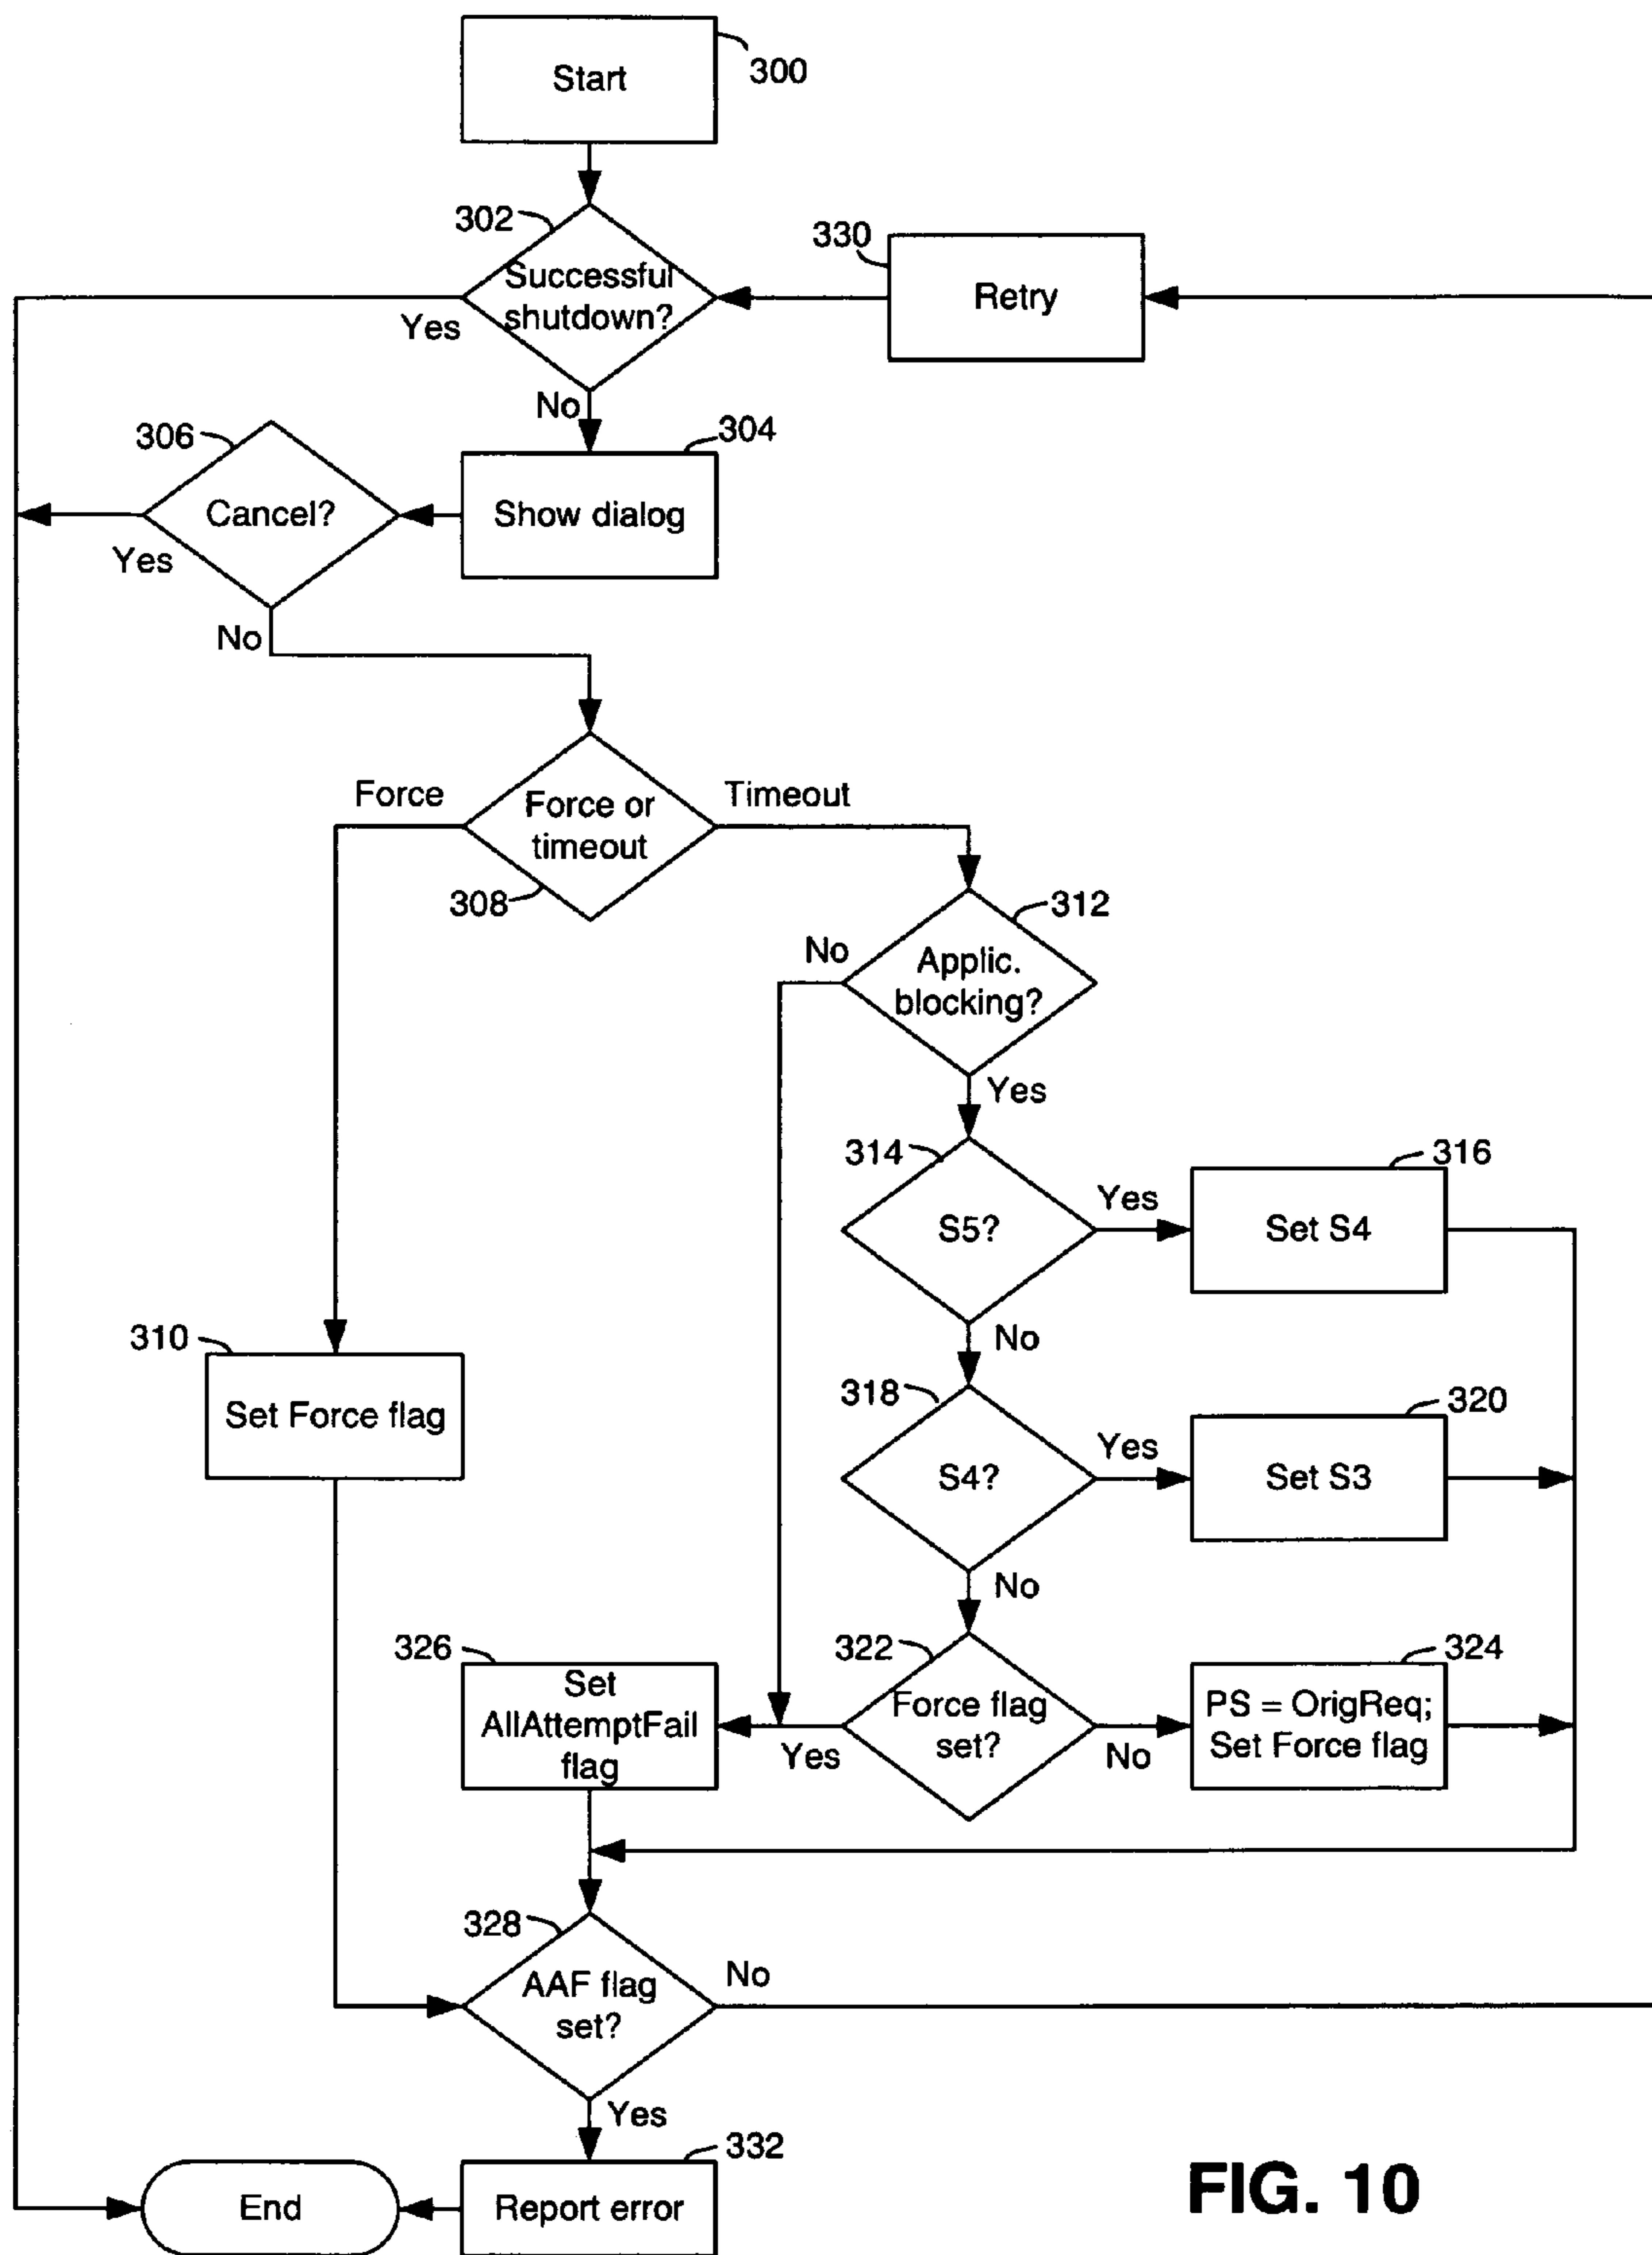 Start
300
302
Successful
shutdown?
Yes
No
330
Retry
306
Cancel?
Yes
No
304
Show dialog
Force
Force or
timeout
Timeout
308
312
No
Applic.
blocking?
Yes
314
S5?
Yes
316
Set S4
No
310
Set Force flag
318
S4?
Yes
320
Set S3
No
326
Set
AllAttemptFail
flag
322
Force flag
set?
Yes
No
324
PS = OrigReq;
Set Force flag
328
AAF flag
set?
No
Yes
332
End
Report error
FIG. 10